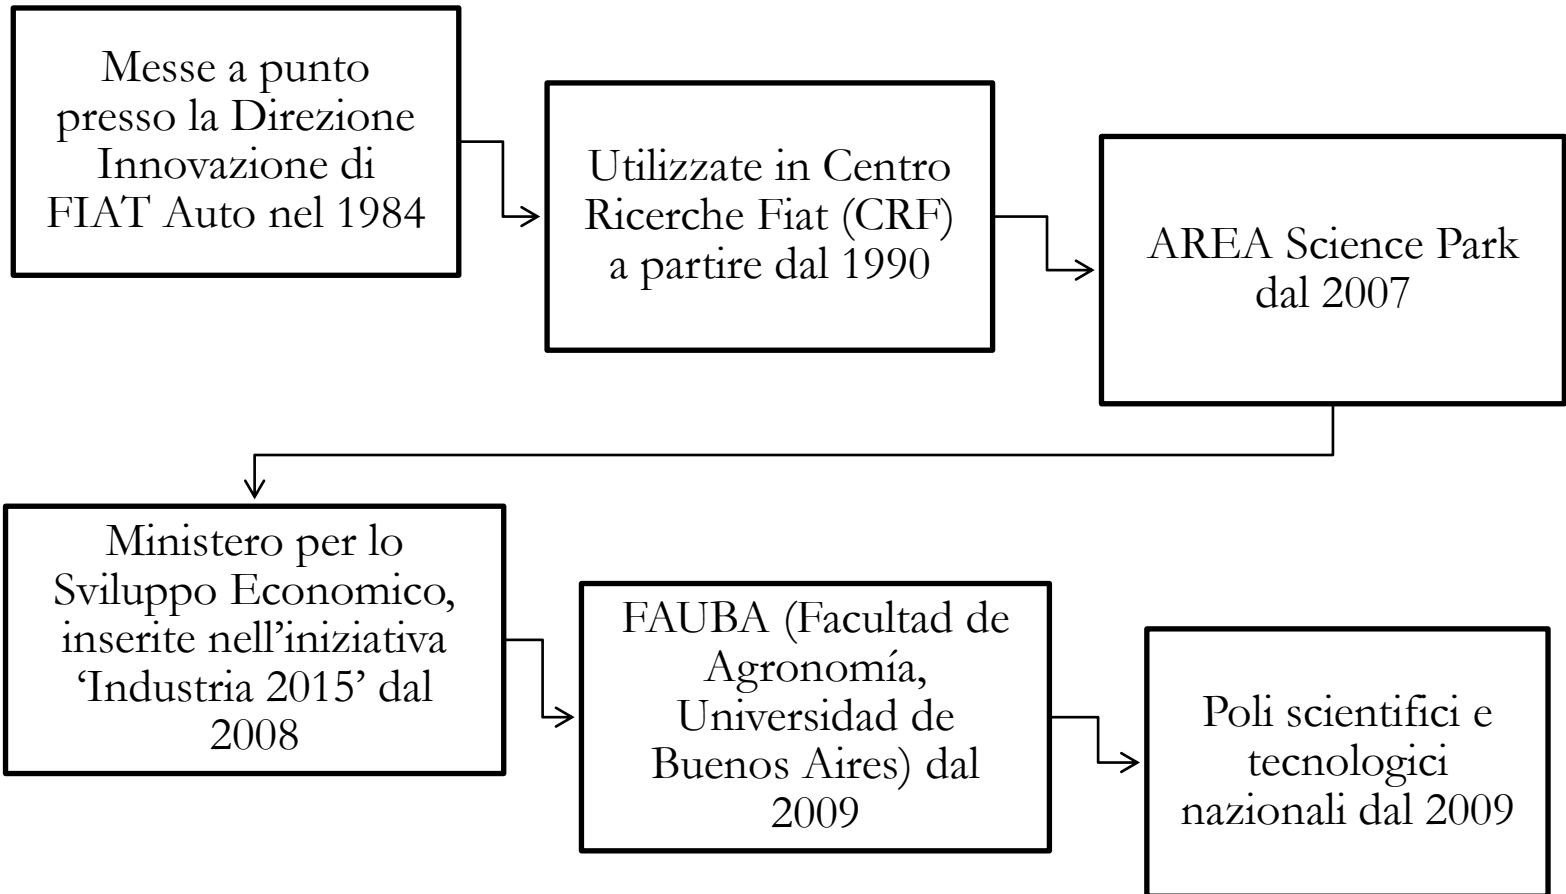 Messe a punto
presso la Direzione
Innovazione di
FIAT Auto nel 1984
Utilizzate in Centro
Ricerche Fiat (CRF)
a partire dal 1990
AREA Science Park
dal 2007
Ministero per lo
Sviluppo Economico,
inserite nell’iniziativa
‘Industria 2015’ dal
2008
FAUBA (Facultad de
Agronomía,
Universidad de
Buenos Aires) dal
2009
Poli scientifici e
tecnologici
nazionali dal 2009